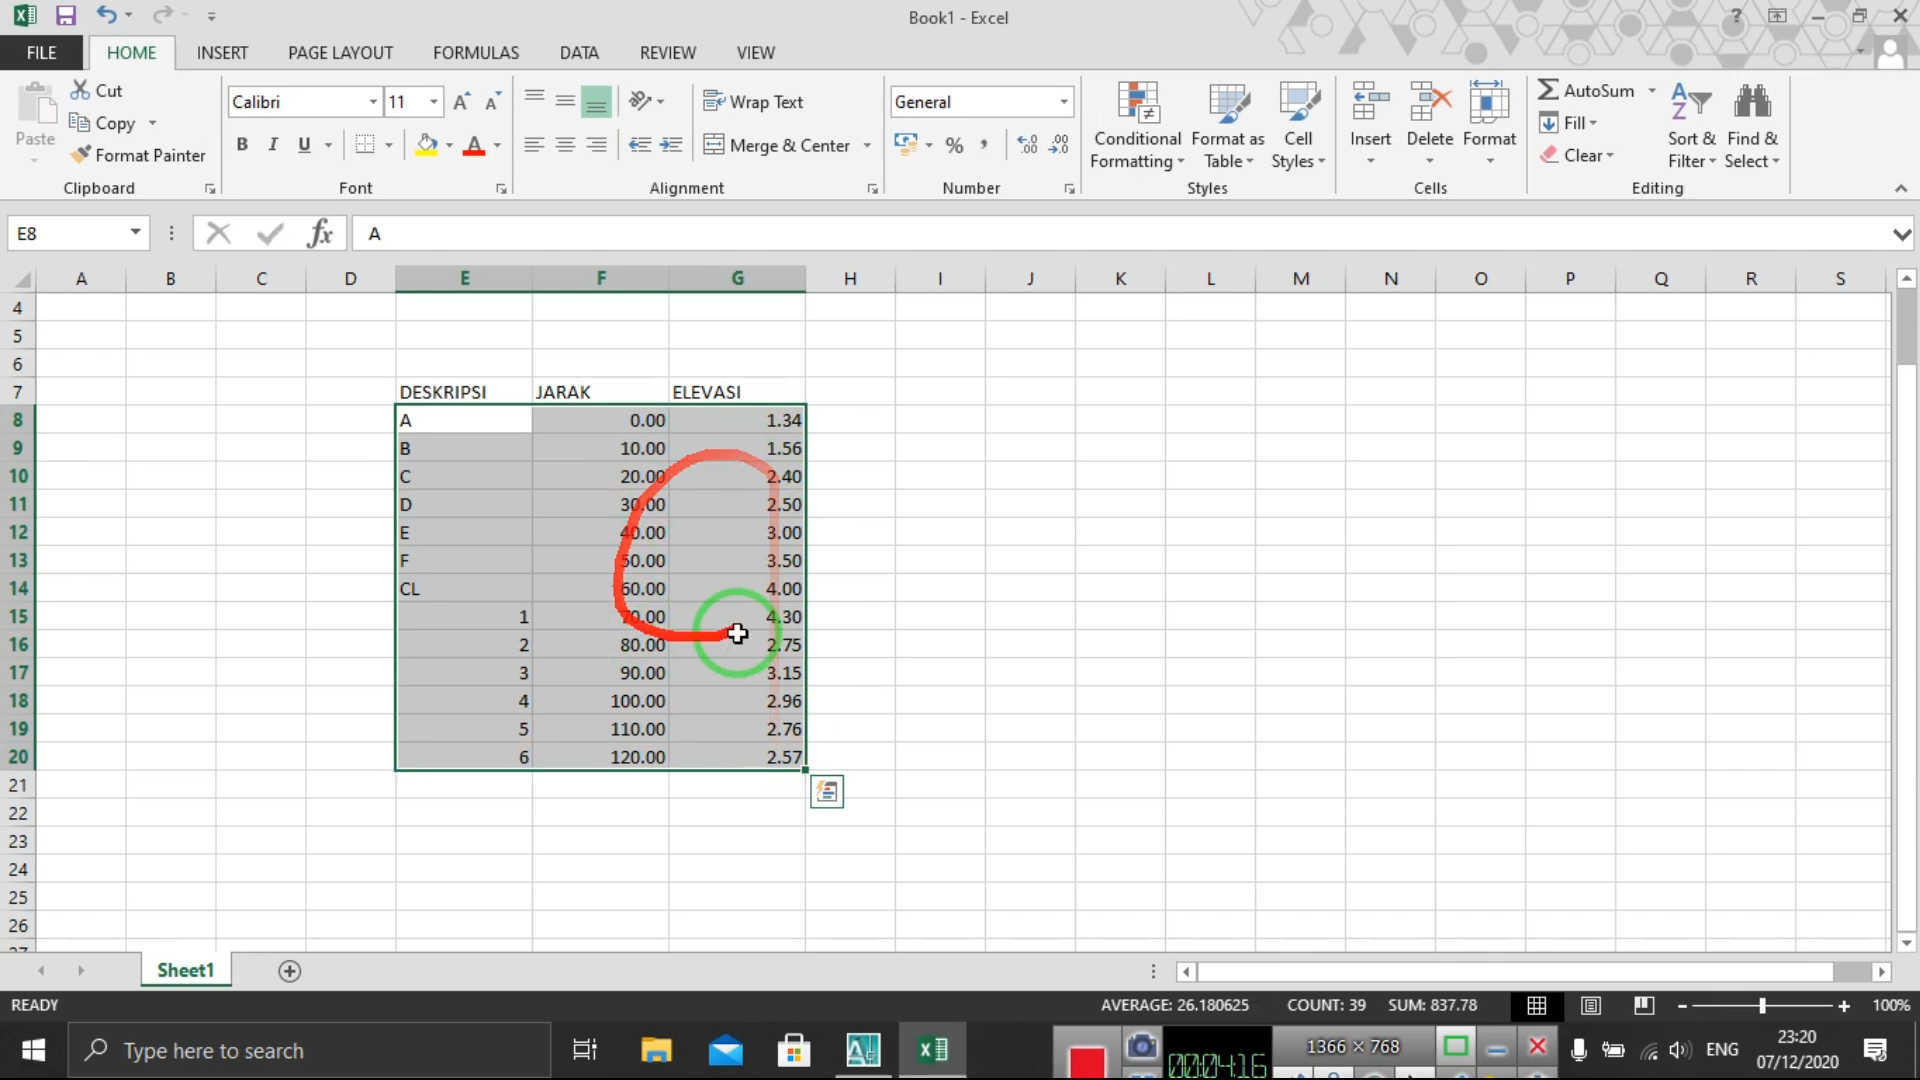 Book1 - Excel
FILE HOME INSERT PAGE LAYOUT FORMULAS DATA REVIEW VIEW
Paste
Cut
Copy
Format Painter
Clipboard
Calibri 11
B I U
Font
Wrap Text
Merge & Center
Alignment
General
%
Number
Conditional Formatting
Format as Table
Cell Styles
Styles
Insert
Delete
Format
Cells
AutoSum
Fill
Clear
Sort & Filter
Find & Select
Editing
E8 fx A
A B C D E F G H I J K L M N O P Q R S
4
5
6
7 DESKRIPSI JARAK ELEVASI
8 A 0.00 1.34
9 B 10.00 1.56
10 C 20.00 2.40
11 D 30.00 2.50
12 E 40.00 3.00
13 F 50.00 3.50
14 CL 60.00 4.00
15 1 70.00 4.30
16 2 80.00 2.75
17 3 90.00 3.15
18 4 100.00 2.96
19 5 110.00 2.76
20 6 120.00 2.57
21
22
23
24
25
26
Sheet1
READY AVERAGE: 26.180625 COUNT: 39 SUM: 837.78 100%
Type here to search
00:04:16
1366 × 768
ENG
23:20
07/12/2020